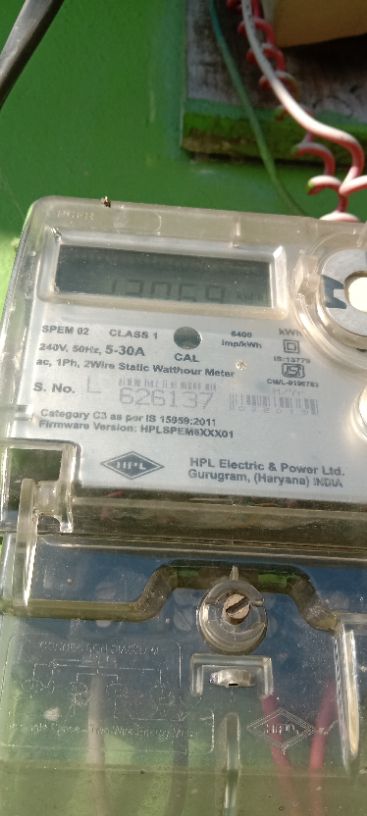 SPEM 02 CLASS 1 6400 imp/kWh kWh
240V, 50Hz, 5-30A CAL
ac, 1Ph, 2Wire Static Watthour Meter
IS:13779
S. No. L 626137
Category C3 as per IS 15959:2011
Firmware Version: HPLSPEM6XXX01
HPL
HPL Electric & Power Ltd.
Gurugram, (Haryana) INDIA
HPL